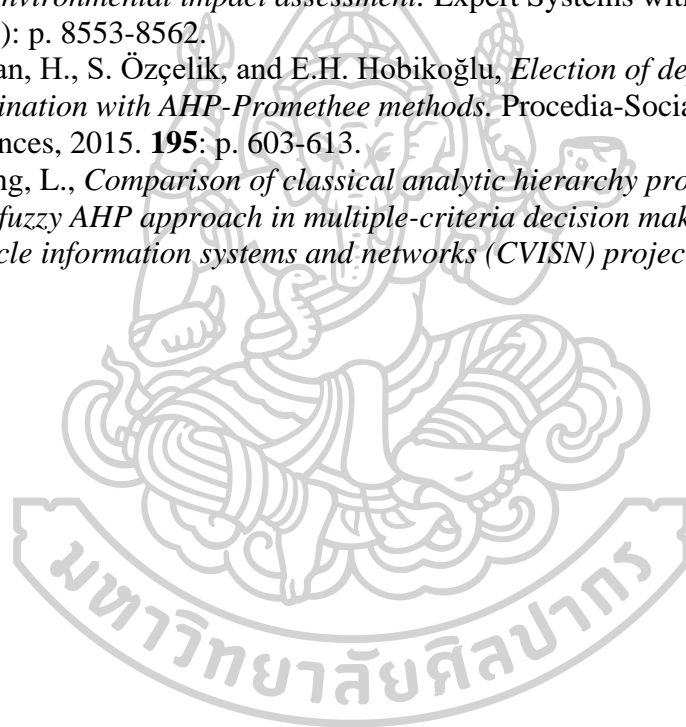 environmental impact assessment. Expert Systems with
): p. 8553-8562.
an, H., S. Özçelik, and E.H. Hobikoğlu, Election of de
ination with AHP-Promethee methods. Procedia-Social
nces, 2015. 195: p. 603-613.
ng, L., Comparison of classical analytic hierarchy pro
fuzzy AHP approach in multiple-criteria decision mak
cle information systems and networks (CVISN) projec
มหาวิทยาลัยศิลปากร